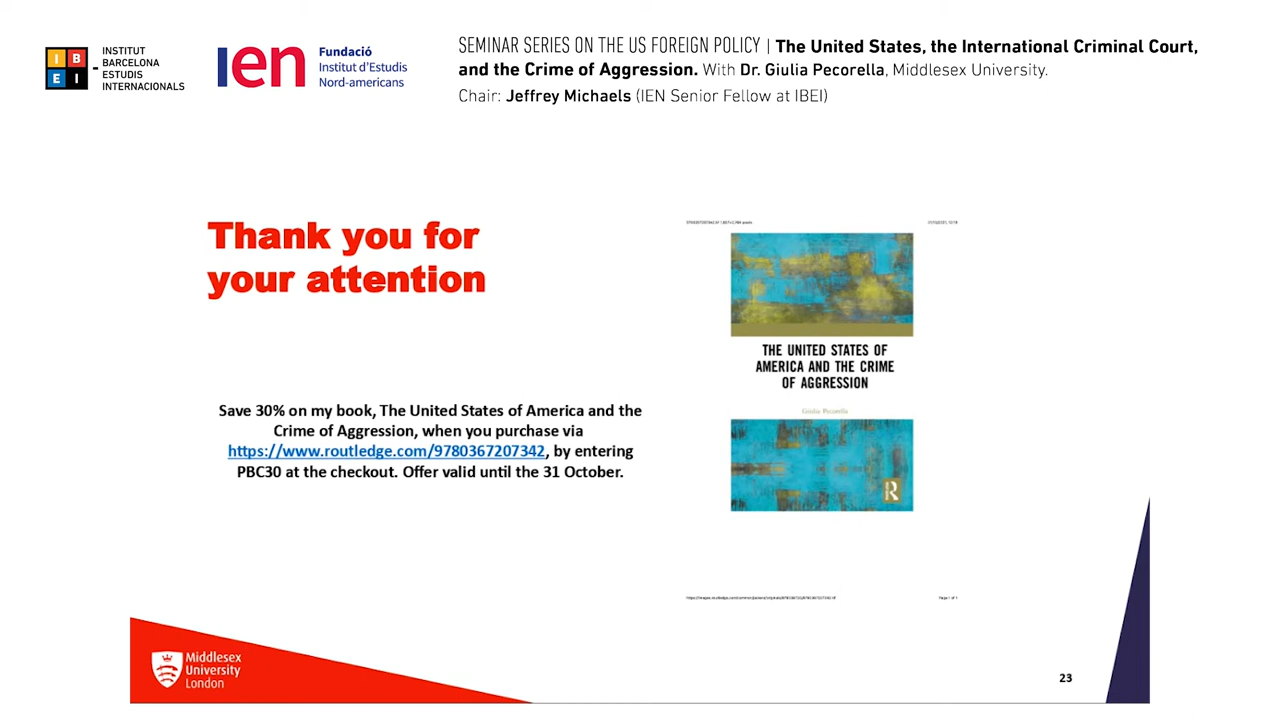 I B
E I
INSTITUT
BARCELONA
ESTUDIS
INTERNACIONALS
ien
Fundació
Institut d'Estudis
Nord-americans
SEMINAR SERIES ON THE US FOREIGN POLICY | The United States, the International Criminal Court,
and the Crime of Aggression. With Dr. Giulia Pecorella, Middlesex University.
Chair: Jeffrey Michaels (IEN Senior Fellow at IBEI)
Thank you for
your attention
Save 30% on my book, The United States of America and the
Crime of Aggression, when you purchase via
https://www.routledge.com/9780367207342, by entering
PBC30 at the checkout. Offer valid until the 31 October.
THE UNITED STATES OF
AMERICA AND THE CRIME
OF AGGRESSION
Giulia Pecorella
R
Page 1 of 1
Middlesex
University
London
23